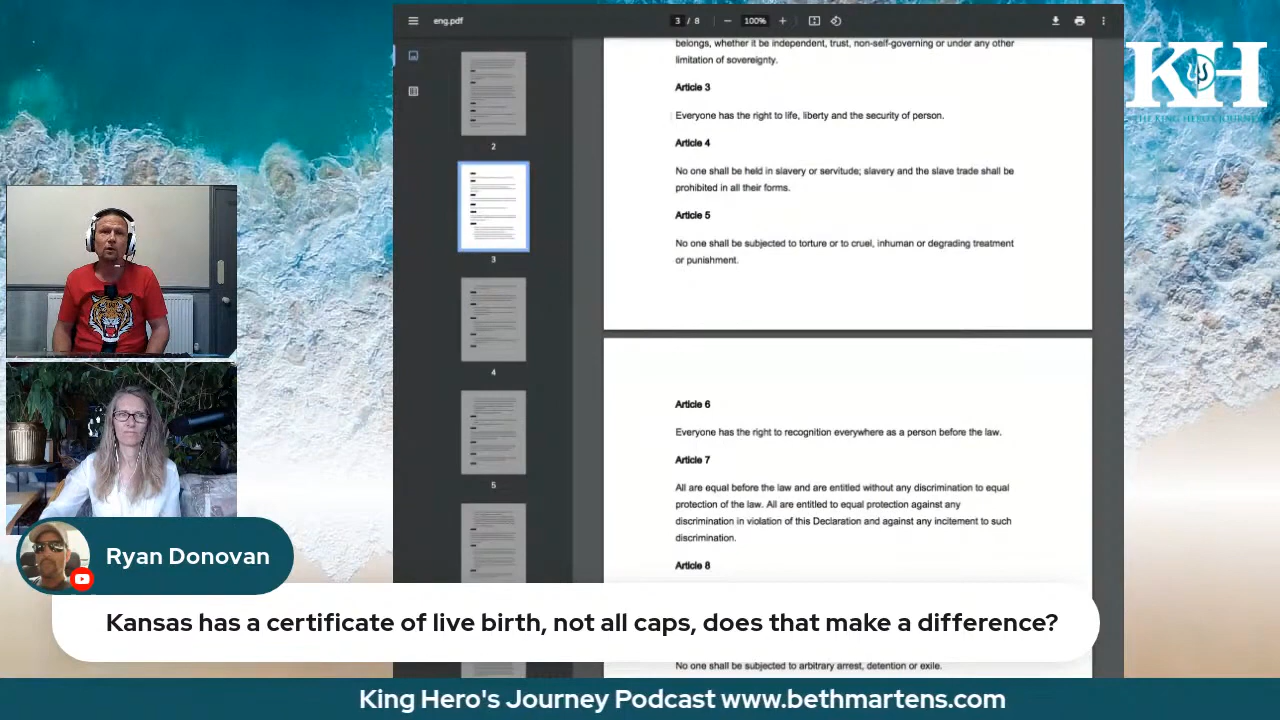 eng.pdf
3 / 8
100%
KH
THE KING HERO'S JOURNEY
2
3
4
5
belongs, whether it be independent, trust, non-self-governing or under any other
limitation of sovereignty.
Article 3
Everyone has the right to life, liberty and the security of person.
Article 4
No one shall be held in slavery or servitude; slavery and the slave trade shall be
prohibited in all their forms.
Article 5
No one shall be subjected to torture or to cruel, inhuman or degrading treatment
or punishment.
Article 6
Everyone has the right to recognition everywhere as a person before the law.
Article 7
All are equal before the law and are entitled without any discrimination to equal
protection of the law. All are entitled to equal protection against any
discrimination in violation of this Declaration and against any incitement to such
discrimination.
Article 8
Ryan Donovan
Kansas has a certificate of live birth, not all caps, does that make a difference?
No one shall be subjected to arbitrary arrest, detention or exile.
King Hero's Journey Podcast www.bethmartens.com